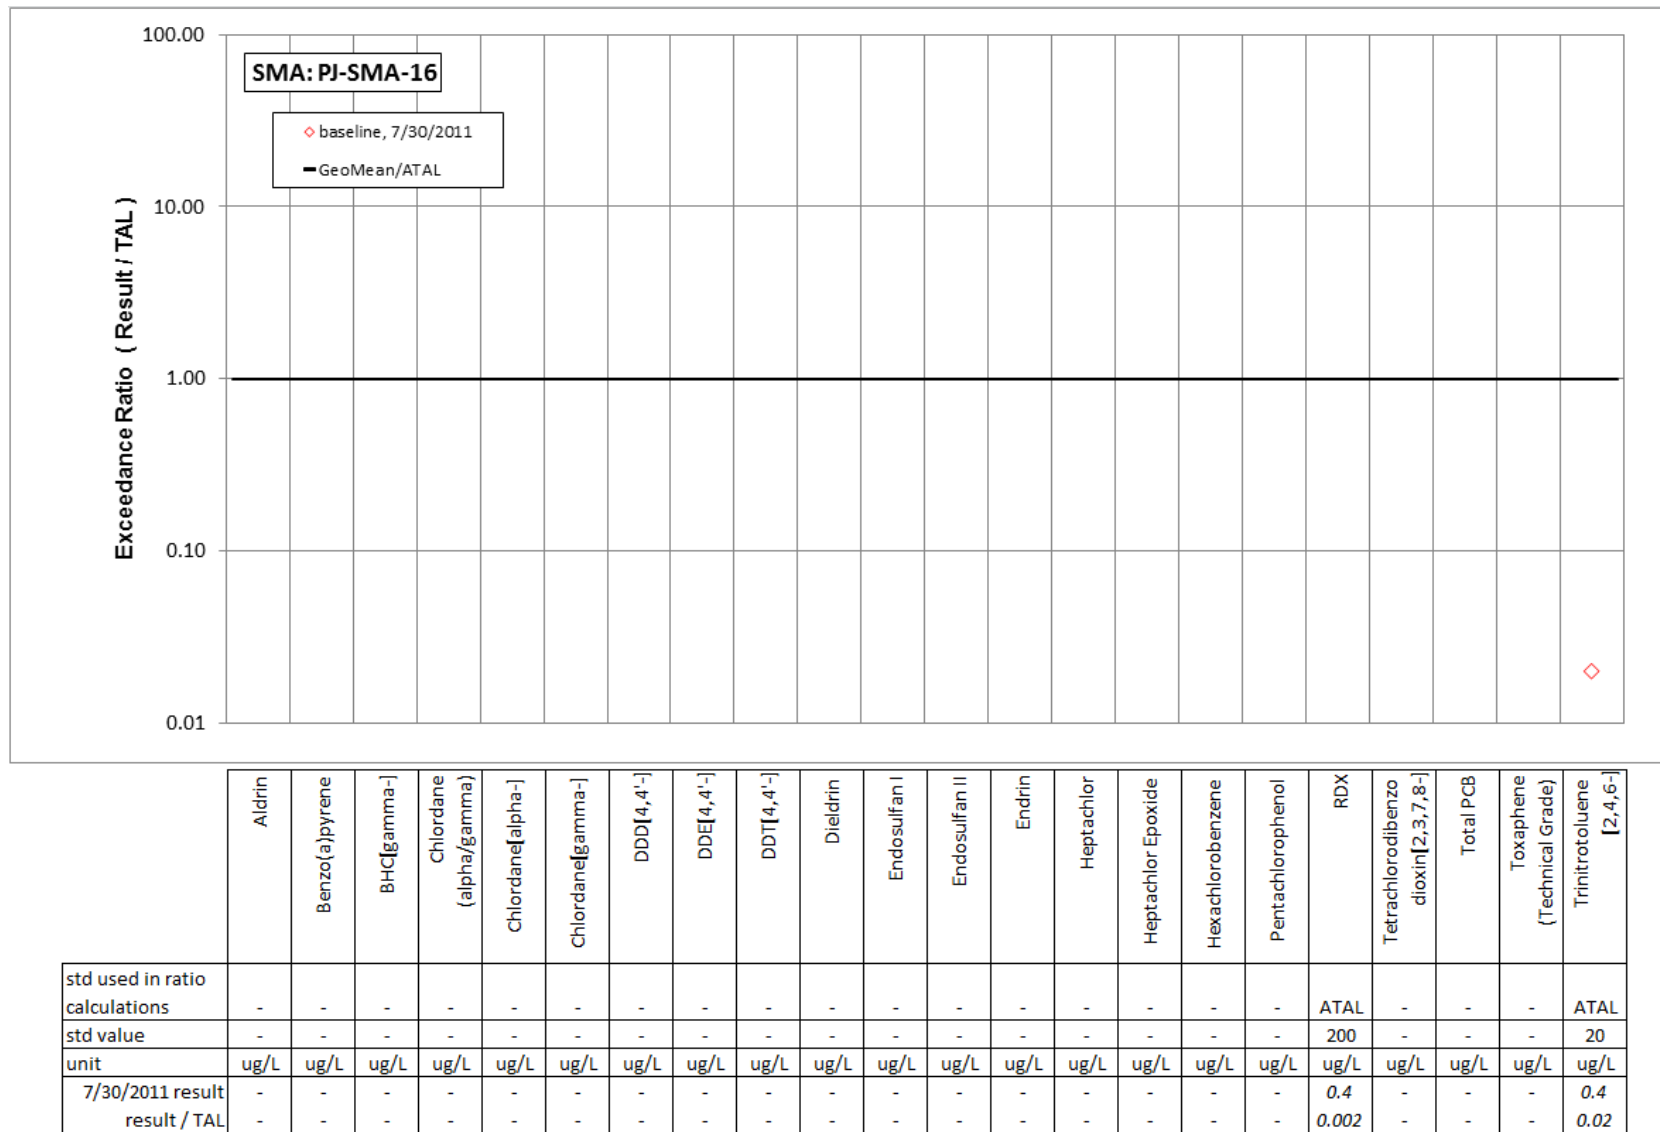 100.00
SMA: PJ-SMA-16
baseline, 7/30/2011
GeoMean/ATAL
10.00
1.00
0.10
0.01
Exceedance Ratio ( Result / TAL )
Aldrin
Benzo(a)pyrene
BHC[gamma-]
Chlordane
(alpha/gamma)
Chlordane[alpha-]
Chlordane[gamma-]
DDD[4,4'-]
DDE[4,4'-]
DDT[4,4'-]
Dieldrin
Endosulfan I
Endosulfan II
Endrin
Heptachlor
Heptachlor Epoxide
Hexachlorobenzene
Pentachlorophenol
RDX
Tetrachlorodibenzo
dioxin[2,3,7,8-]
Total PCB
Toxaphene
(Technical Grade)
Trinitrotoluene
[2,4,6-]
std used in ratio
calculations - - - - - - - - - - - - - - - - - ATAL - - - ATAL
std value - - - - - - - - - - - - - - - - - 200 - - - 20
unit ug/L ug/L ug/L ug/L ug/L ug/L ug/L ug/L ug/L ug/L ug/L ug/L ug/L ug/L ug/L ug/L ug/L ug/L ug/L ug/L ug/L ug/L
7/30/2011 result - - - - - - - - - - - - - - - - - 0.4 - - - 0.4
result / TAL - - - - - - - - - - - - - - - - - 0.002 - - - 0.02